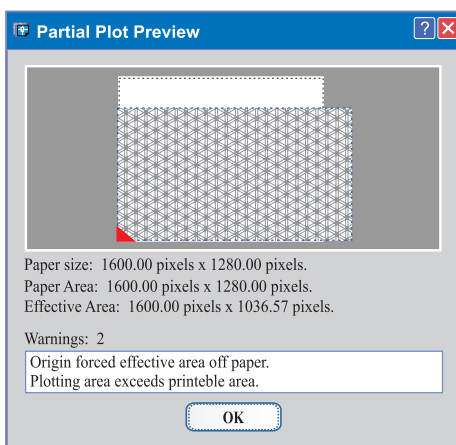 Partial Plot Preview
Paper size: 1600.00 pixels x 1280.00 pixels.
Paper Area: 1600.00 pixels x 1280.00 pixels.
Effective Area: 1600.00 pixels x 1036.57 pixels.
Warnings: 2
Origin forced effective area off paper.
Plotting area exceeds printeble area.
OK